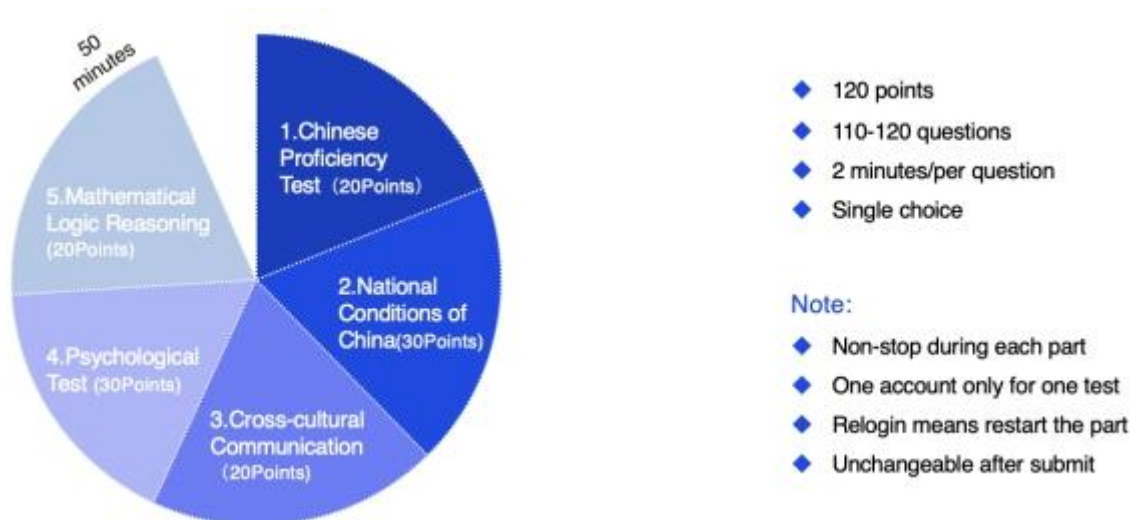 50
minutes
1.Chinese
Proficiency
Test（20Points）
2.National
Conditions of
China(30Points)
3.Cross-cultural
Communication
（20Points）
4.Psychological
Test (30Points)
5.Mathematical
Logic Reasoning
(20Points)
120 points
110-120 questions
2 minutes/per question
Single choice
Note:
Non-stop during each part
One account only for one test
Relogin means restart the part
Unchangeable after submit